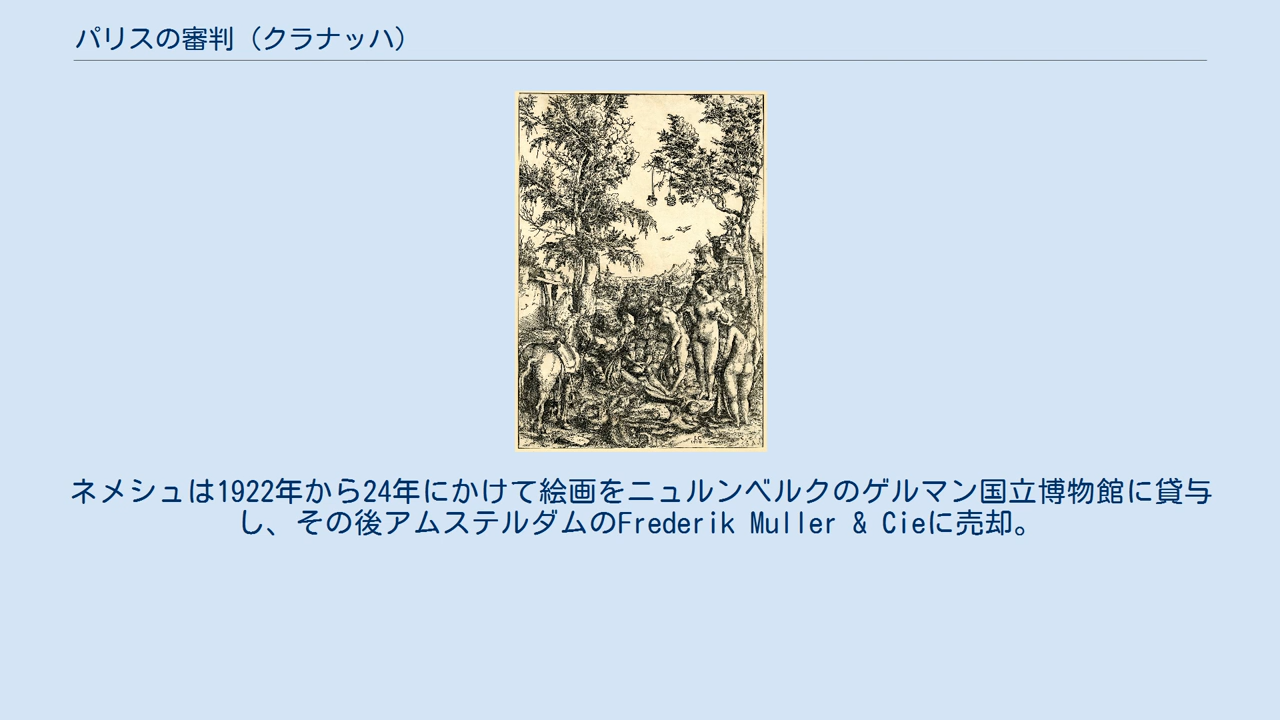 パリスの審判（クラナッハ）
ネメシュは1922年から24年にかけて絵画をニュルンベルクのゲルマン国立博物館に貸与
し、その後アムステルダムのFrederik Muller & Cieに売却。